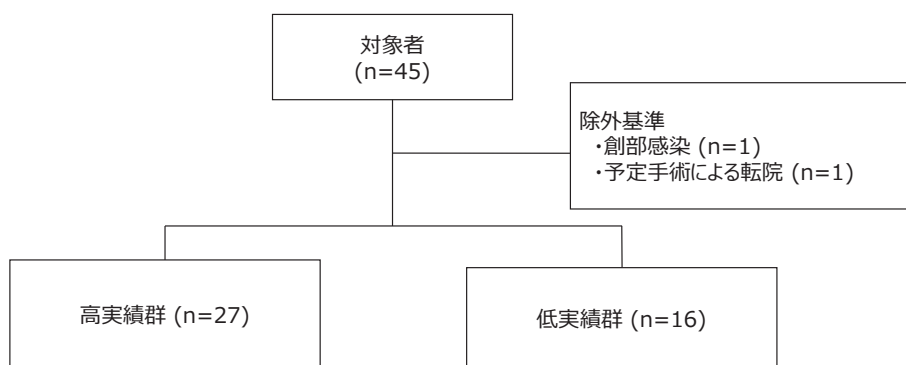 対象者
(n=45)
除外基準
・創部感染 (n=1)
・予定手術による転院 (n=1)
高実績群 (n=27)
低実績群 (n=16)